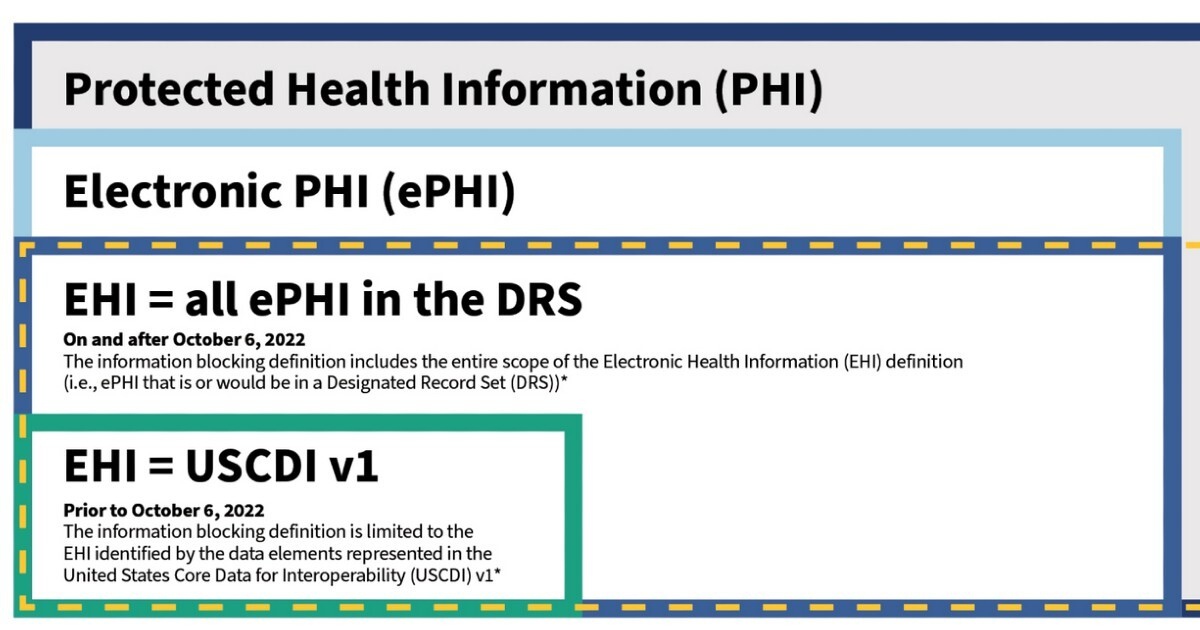 Protected Health Information (PHI)
Electronic PHI (ePHI)
EHI = all ePHI in the DRS
On and after October 6, 2022
The information blocking definition includes the entire scope of the Electronic Health Information (EHI) definition
(i.e., ePHI that is or would be in a Designated Record Set (DRS))*
EHI = USCDI v1
Prior to October 6, 2022
The information blocking definition is limited to the
EHI identified by the data elements represented in the
United States Core Data for Interoperability (USCDI) v1*